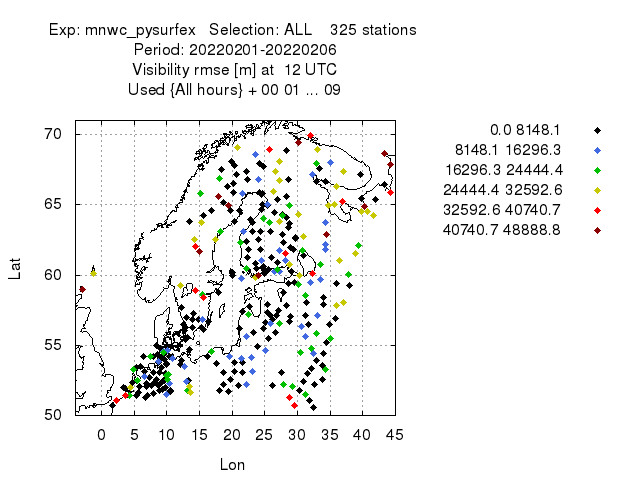 Exp: mnwc_pysurfex   Selection: ALL   325 stations
Period: 20220201-20220206
Visibility rmse [m] at  12 UTC
Used {All hours} + 00 01 ... 09
70
65
60
55
50
0 5 10 15 20 25 30 35 40 45
Lat
Lon
0.0 8148.1
8148.1 16296.3
16296.3 24444.4
24444.4 32592.6
32592.6 40740.7
40740.7 48888.8